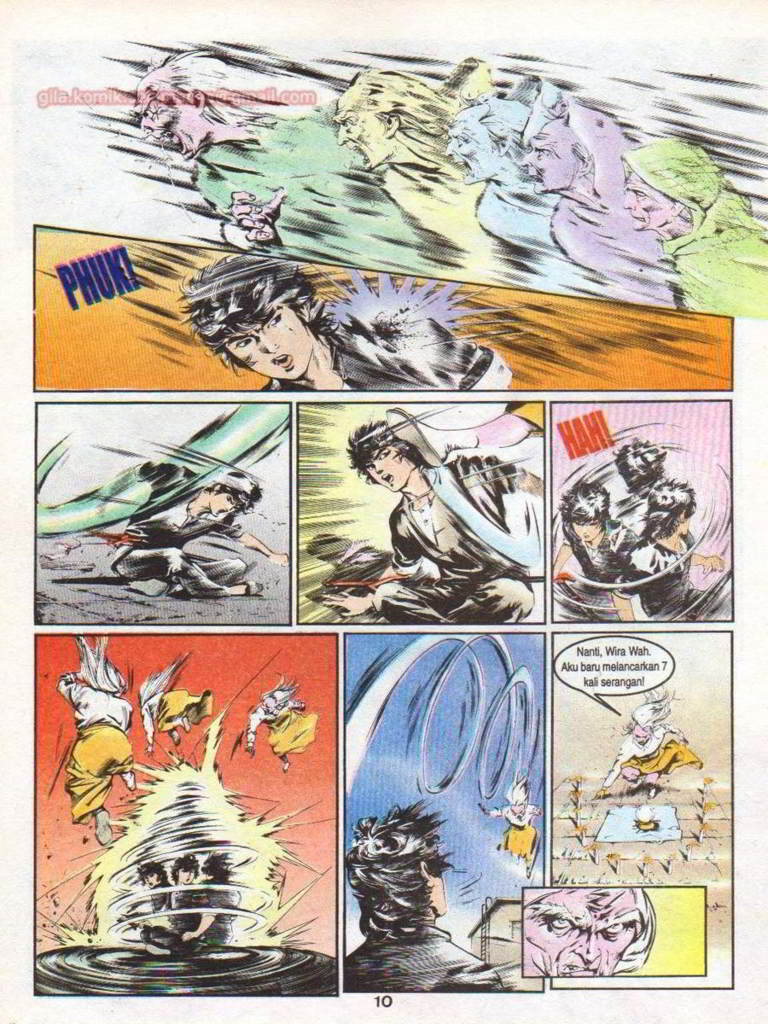 PHUK!
HAH!
Nanti, Wira Wah.
Aku baru melancarkan 7
kali serangan!
10